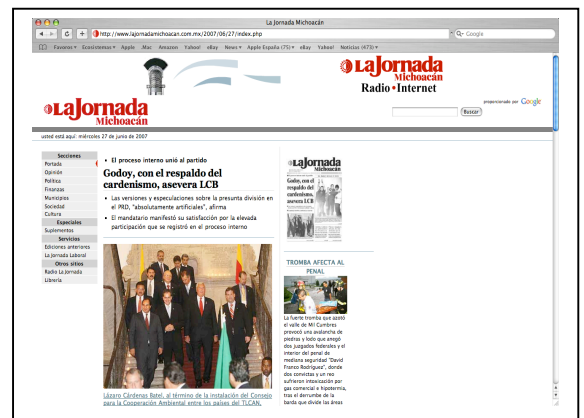 La Jornada Michoacán
http://www.lajornadamichoacan.com.mx/2007/06/27/index.php
Google
Favoros Ecosistemas Apple .Mac Amazon Yahoo! eBay News Apple España (75) eBay Yahoo! Noticias (473)
LaJornada
Michoacán
Radio•Internet
LaJornada
Michoacán
proporcionado por Google
Buscar
usted está aquí: miércoles 27 de junio de 2007
Secciones
Portada
Opinión
Política
Finanzas
Municipios
Sociedad
Cultura
Especiales
Suplementos
Servicios
Ediciones anteriores
La Jornada Laboral
Otros sitios
Radio La Jornada
Librería
• El proceso interno unió al partido
Godoy, con el respaldo del
cardenismo, asevera LCB
• Las versiones y especulaciones sobre la presunta división en
el PRD, "absolutamente artificiales", afirma
• El mandatario manifestó su satisfacción por la elevada
participación que se registró en el proceso interno
Lázaro Cárdenas Batel, al término de la instalación del Consejo
para la Cooperación Ambiental entre los países del TLCAN.
LaJornada
Godoy, con el
respaldo del
cardenismo,
asevera LCB
TROMBA AFECTA AL
PENAL
La fuerte tromba que azotó
el valle de Mil Cumbres
provocó una avalancha de
piedras y lodo que anegó
dos juzgados federales y el
interior del penal de
mediana seguridad "David
Franco Rodríguez", donde
dos convictas y un reo
sufrieron intoxicación por
gas comercial e hipotermia,
tras el derrumbe de la
barda que divide las áreas